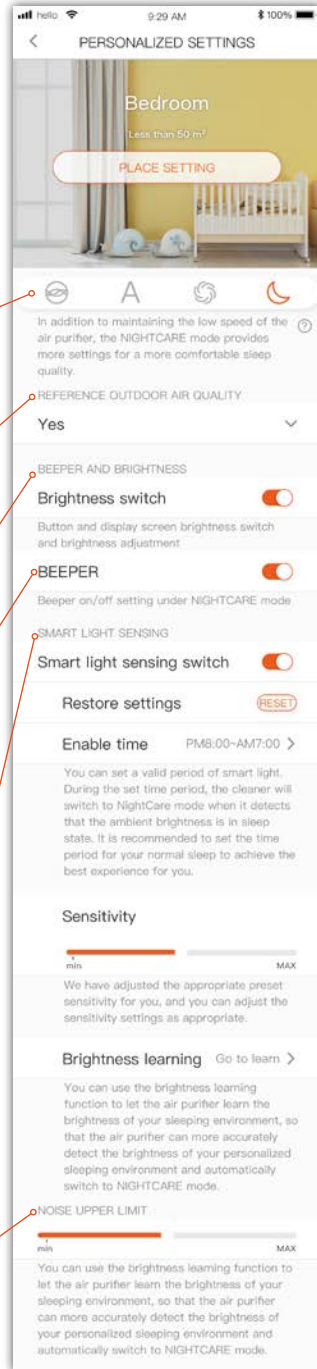 hello 9:29 AM 100%
PERSONALIZED SETTINGS
Bedroom
Less than 50 m²
PLACE SETTING
A
In addition to maintaining the low speed of the
air purifier, the NIGHTCARE mode provides
more settings for a more comfortable sleep
quality.
REFERENCE OUTDOOR AIR QUALITY
Yes
BEEPER AND BRIGHTNESS
Brightness switch
Button and display screen brightness switch
and brightness adjustment
BEEPER
Beeper on/off setting under NIGHTCARE mode
SMART LIGHT SENSING
Smart light sensing switch
Restore settings RESET
Enable time PM8:00~AM7:00
You can set a valid period of smart light.
During the set time period, the cleaner will
switch to NightCare mode when it detects
that the ambient brightness is in sleep
state. It is recommended to set the time
period for your normal sleep to achieve the
best experience for you.
Sensitivity
min MAX
We have adjusted the appropriate preset
sensitivity for you, and you can adjust the
sensitivity settings as appropriate.
Brightness learning Go to learn
You can use the brightness learning
function to let the air purifier learn the
brightness of your sleeping environment, so
that the air purifier can more accurately
detect the brightness of your personalized
sleeping environment and automatically
switch to NIGHTCARE mode.
NOISE UPPER LIMIT
min MAX
You can use the brightness learning function to
let the air purifier learn the brightness of your
sleeping environment, so that the air purifier
can more accurately detect the brightness of
your personalized sleeping environment and
automatically switch to NIGHTCARE mode.